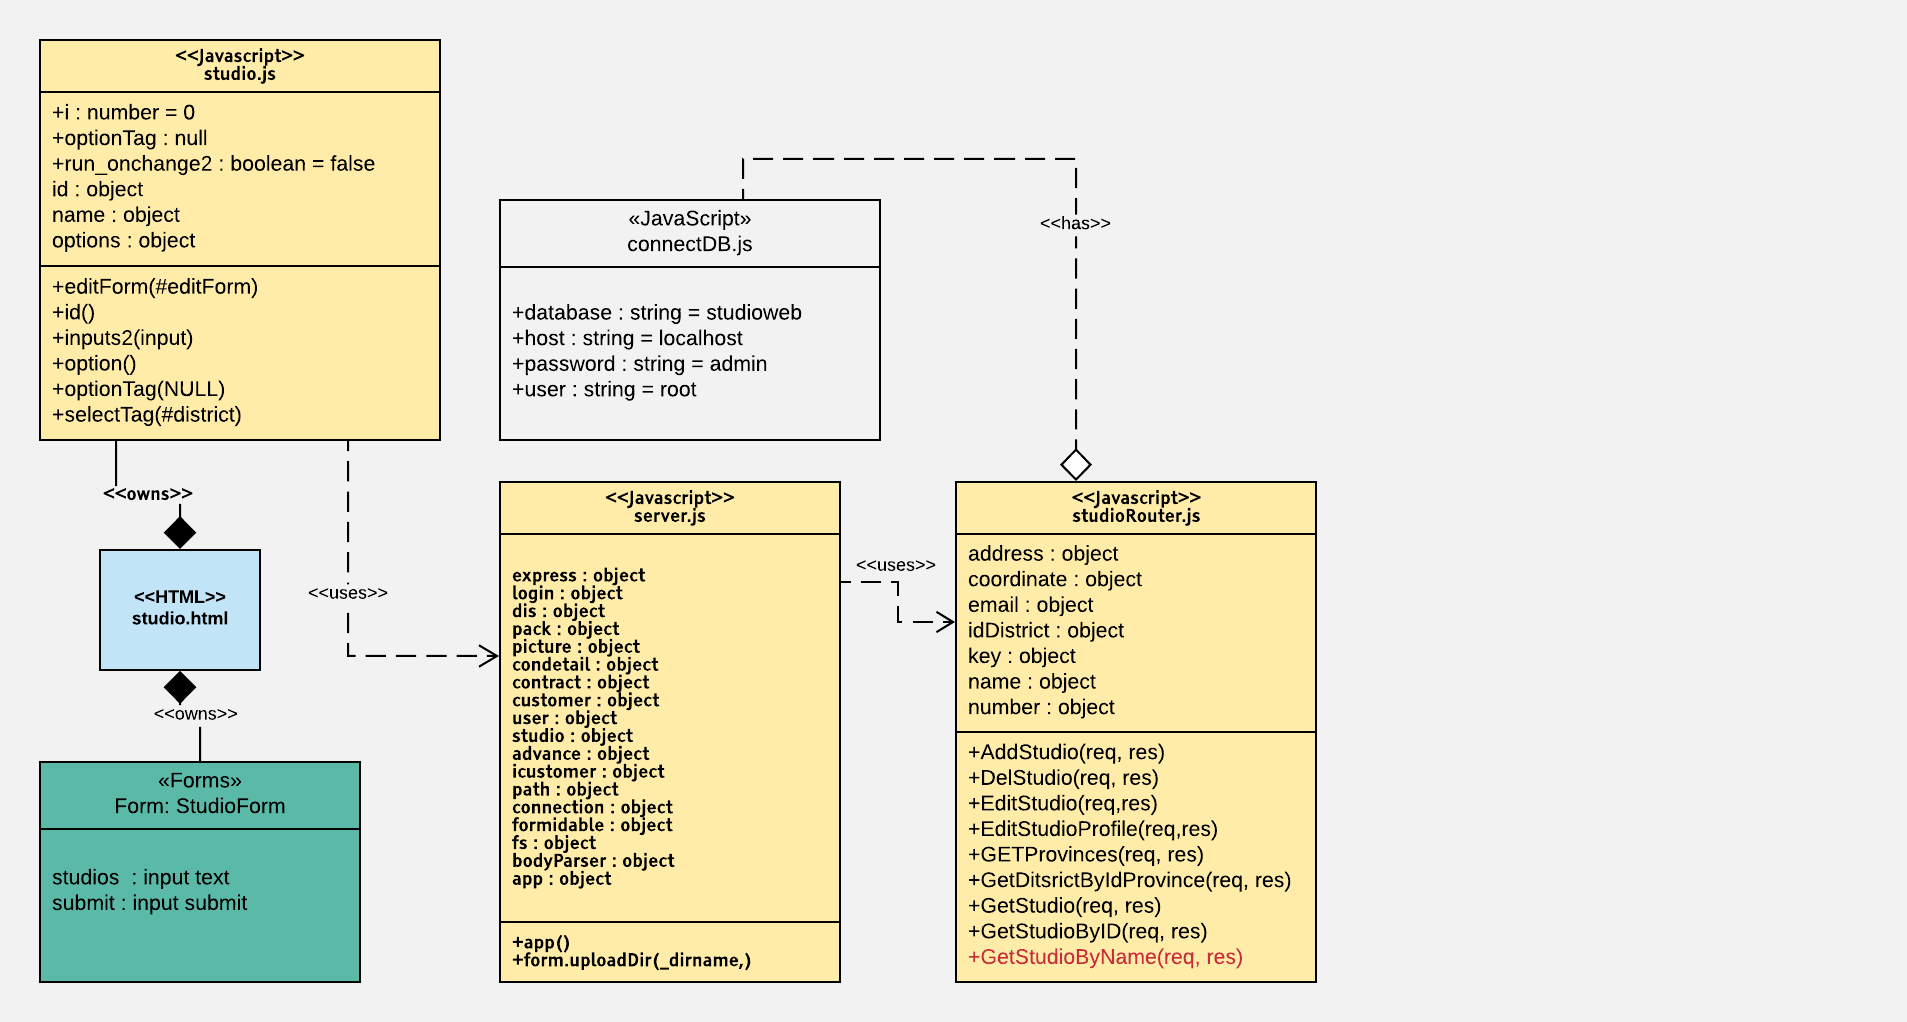 <<Javascript>>
studio.js
+i : number = 0
+optionTag : null
+run_onchange2 : boolean = false
id : object
name : object
options : object
+editForm(#editForm)
+id()
+inputs2(input)
+option()
+optionTag(NULL)
+selectTag(#district)
<<owns>>
<<HTML>>
studio.html
<<owns>>
«Forms»
Form: StudioForm
studios  : input text
submit : input submit
<<uses>>
«JavaScript»
connectDB.js
+database : string = studioweb
+host : string = localhost
+password : string = admin
+user : string = root
<<has>>
<<Javascript>>
server.js
express : object
login : object
dis : object
pack : object
picture : object
condetail : object
contract : object
customer : object
user : object
studio : object
advance : object
icustomer : object
path : object
connection : object
formidable : object
fs : object
bodyParser : object
app : object
+app()
+form.uploadDir(_dirname,)
<<uses>>
<<Javascript>>
studioRouter.js
address : object
coordinate : object
email : object
idDistrict : object
key : object
name : object
number : object
+AddStudio(req, res)
+DelStudio(req, res)
+EditStudio(req,res)
+EditStudioProfile(req,res)
+GETProvinces(req, res)
+GetDitsrictByIdProvince(req, res)
+GetStudio(req, res)
+GetStudioByID(req, res)
+GetStudioByName(req, res)